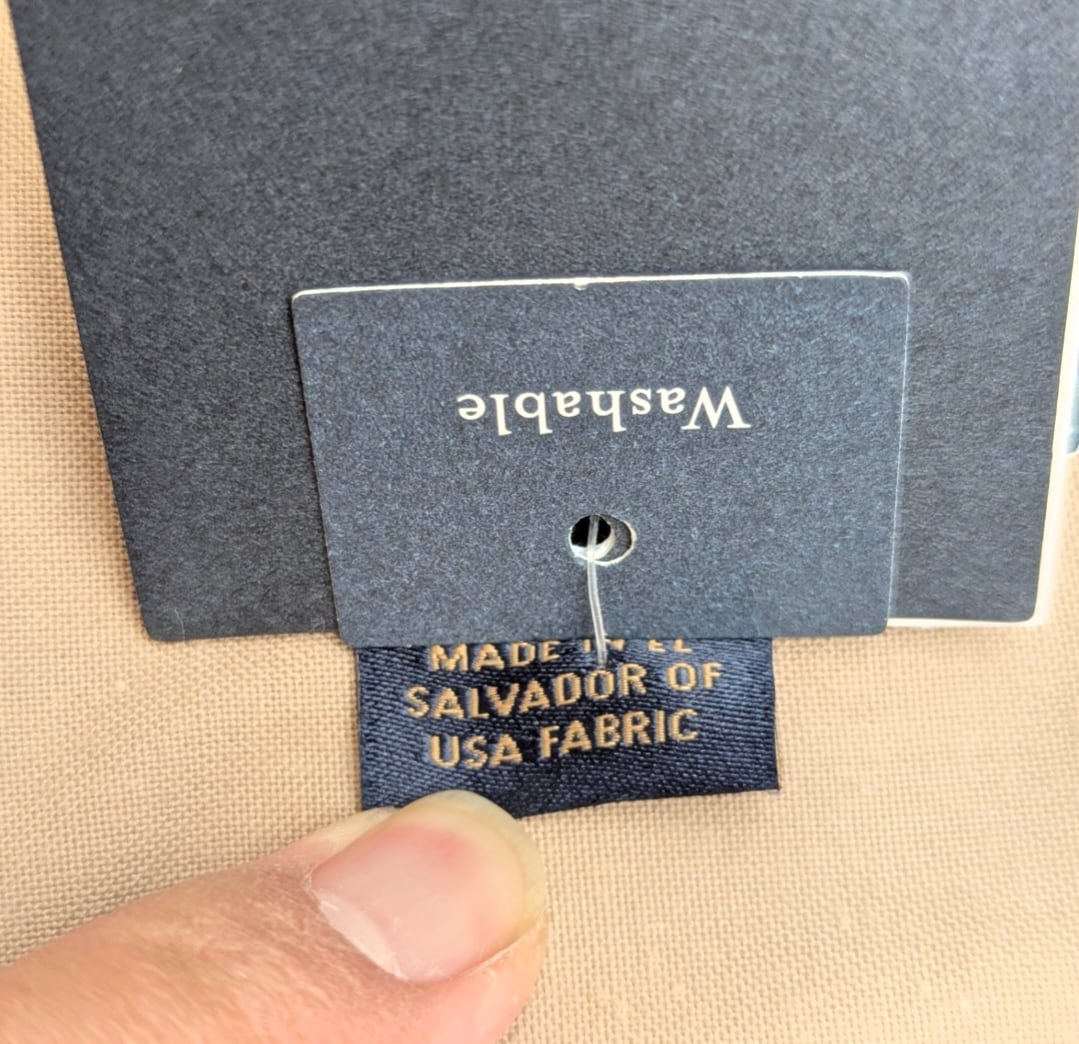 Washable
MADE IN EL
SALVADOR OF
USA FABRIC